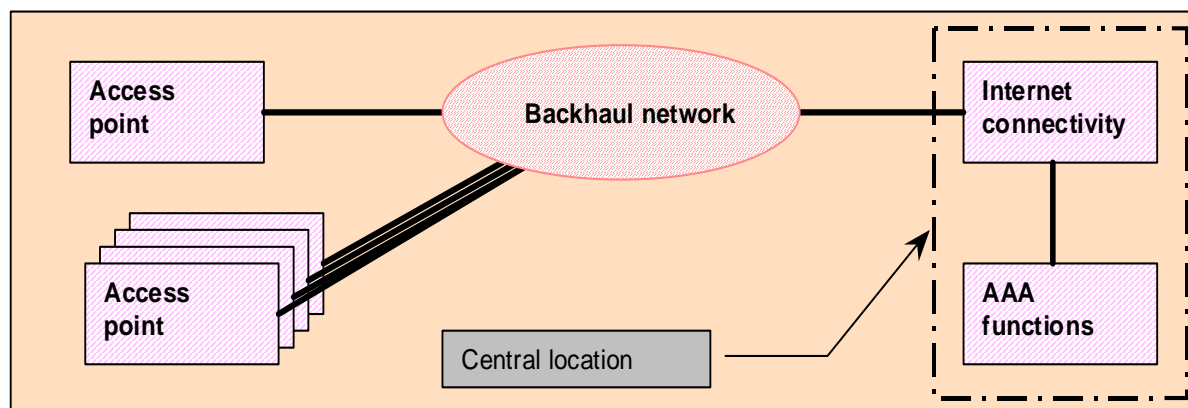 Access
point
Backhaul network
Internet
connectivity
Access
point
AAA
functions
Central location